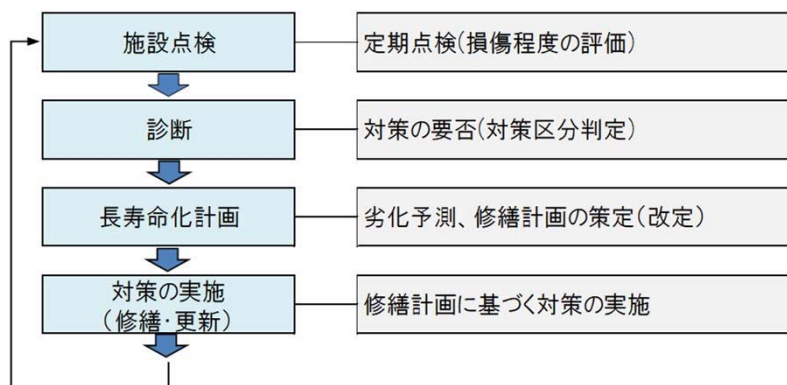 施設点検
定期点検(損傷程度の評価)
診断
対策の要否(対策区分判定)
長寿命化計画
劣化予測、修繕計画の策定(改定)
対策の実施
(修繕・更新)
修繕計画に基づく対策の実施